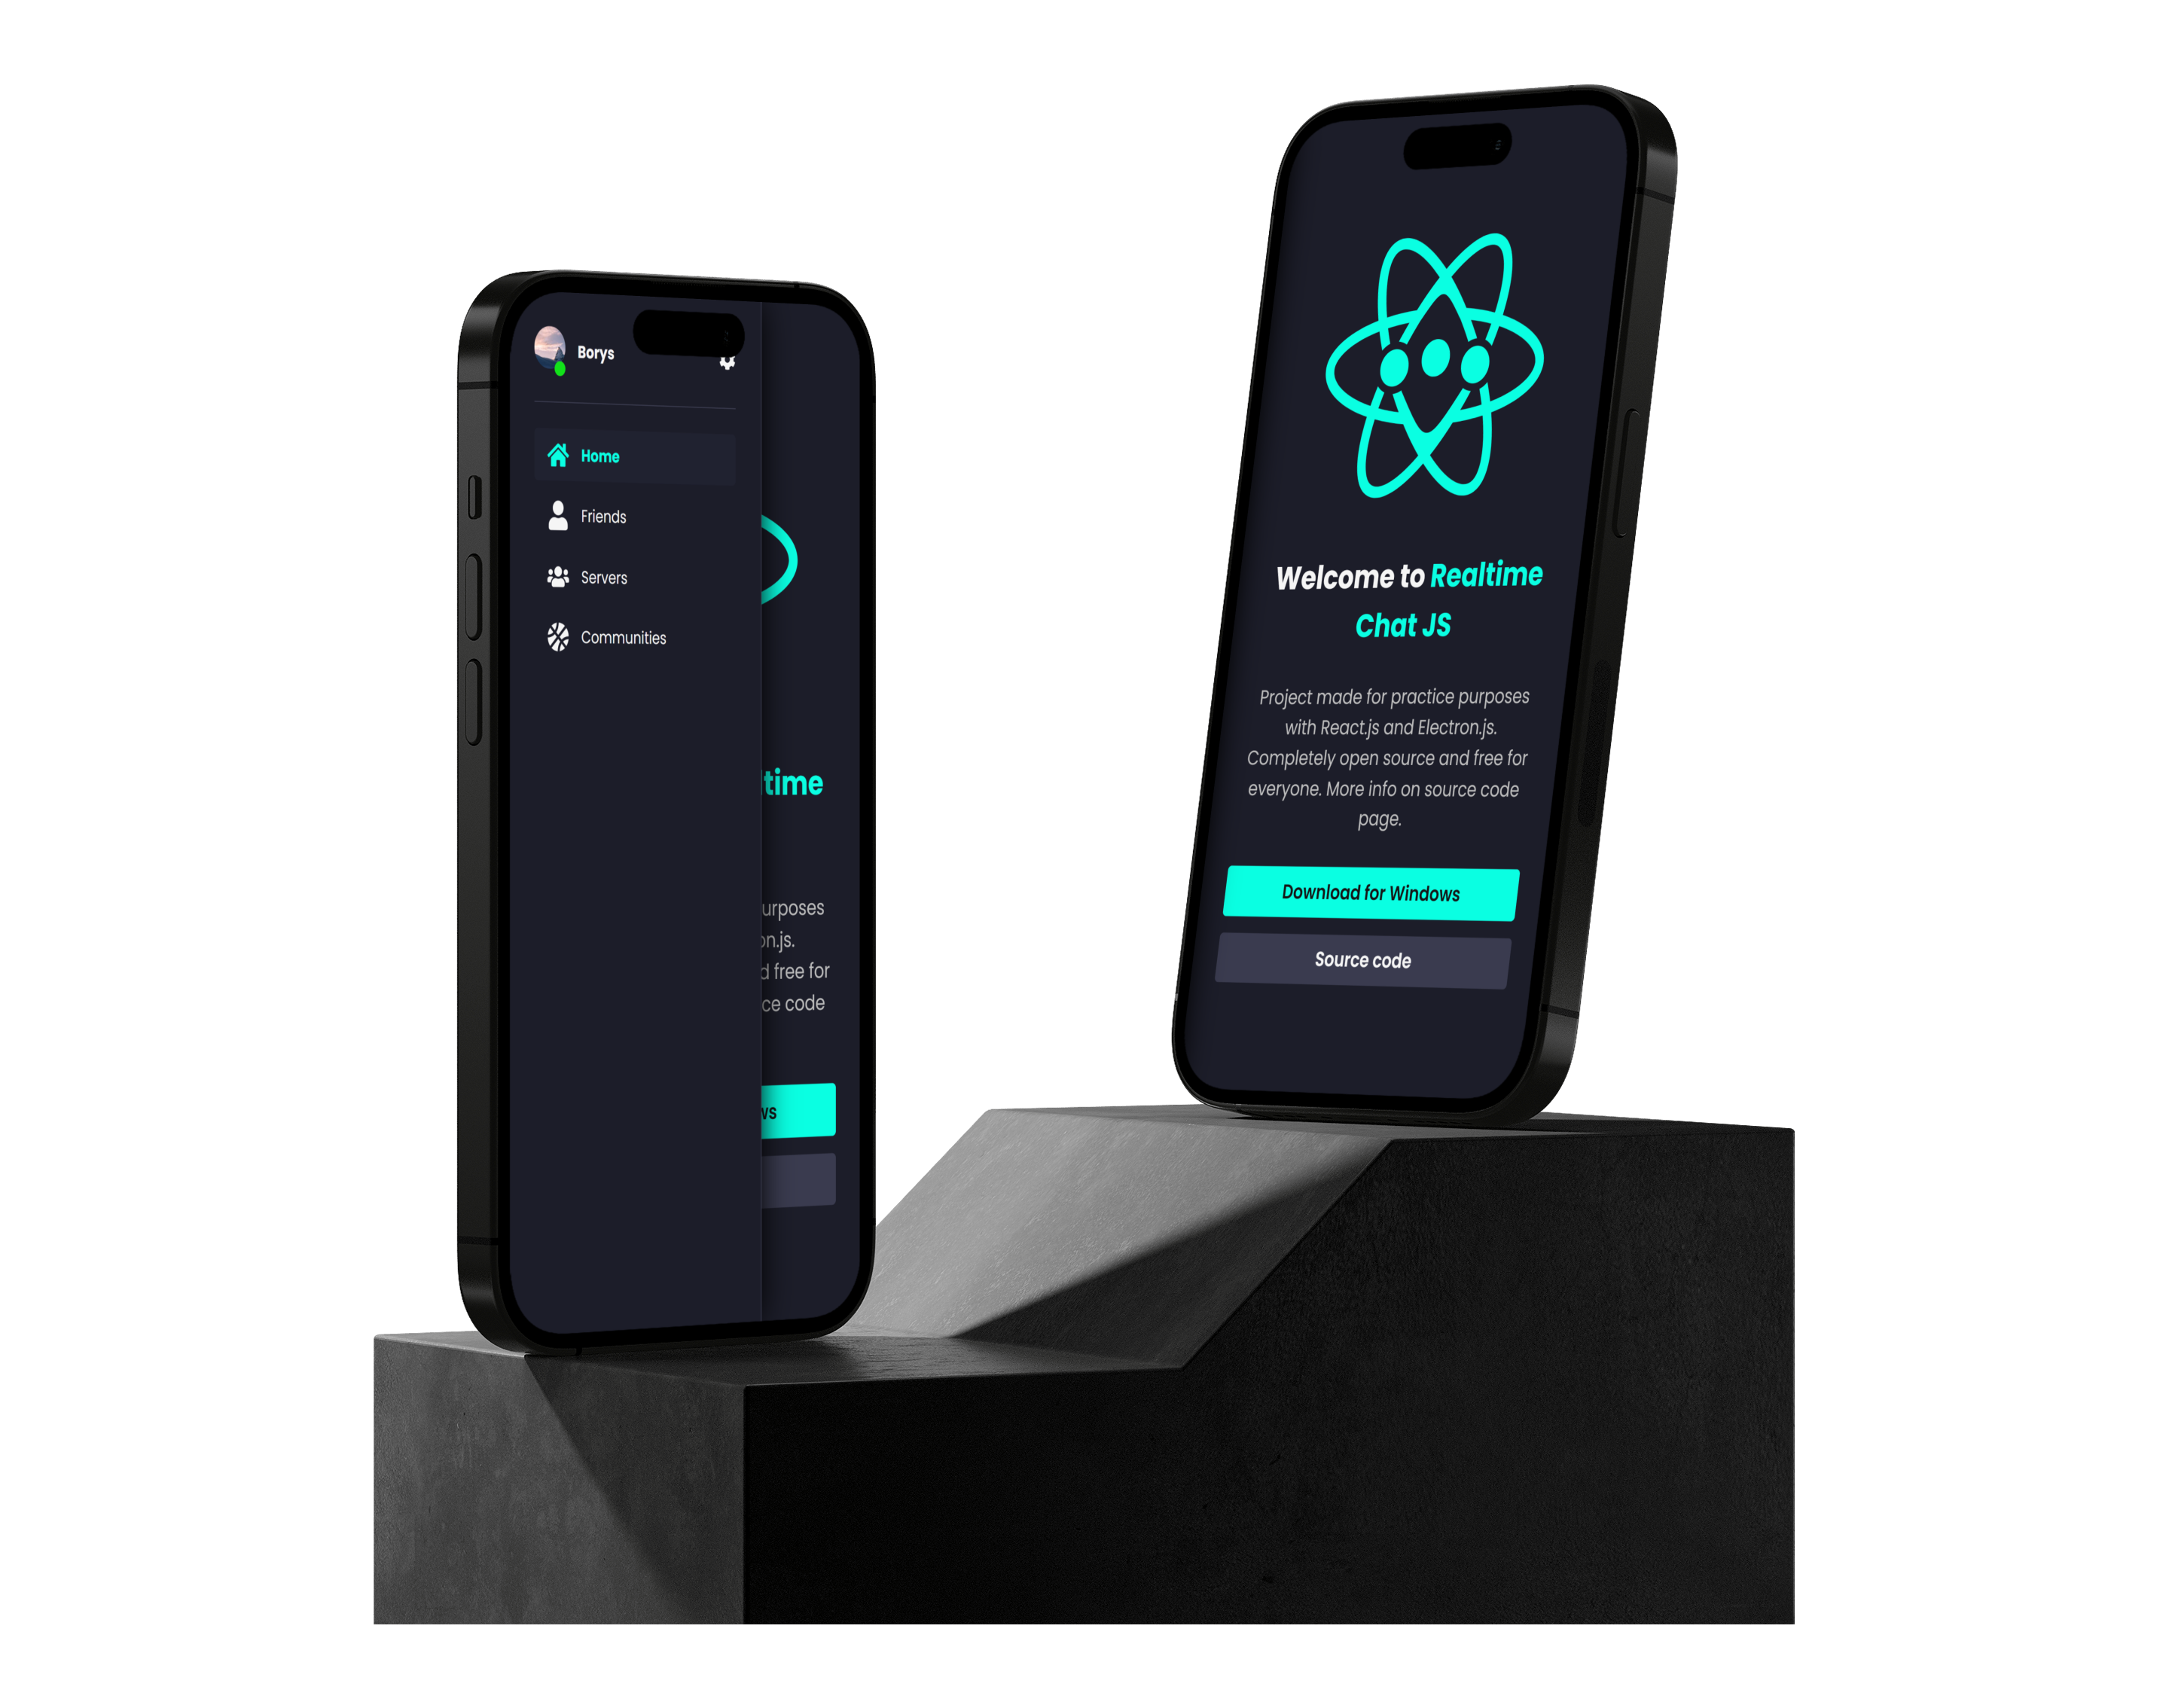 Borys
Home
Friends
Servers
Communities
time
urposes
on.js.
d free for
ce code
ws
Welcome to Realtime
Chat JS
Project made for practice purposes
with React.js and Electron.js.
Completely open source and free for
everyone. More info on source code
page.
Download for Windows
Source code